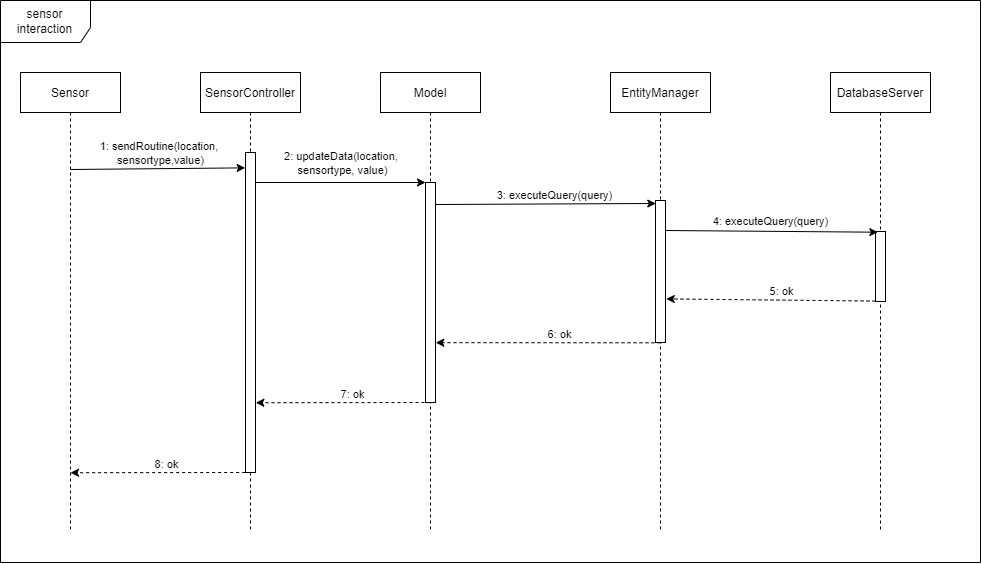 sensor
interaction
Sensor
SensorController
Model
EntityManager
DatabaseServer
1: sendRoutine(location,
sensortype,value)
2: updateData(location,
sensortype, value)
3: executeQuery(query)
4: executeQuery(query)
5: ok
6: ok
7: ok
8: ok